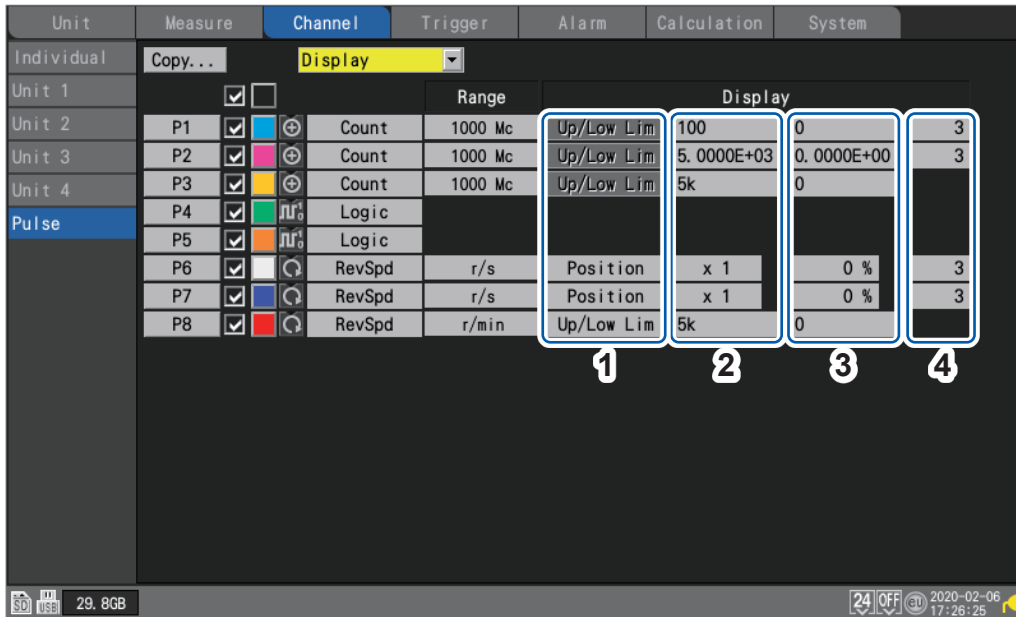 Unit Measure Channel Trigger Alarm Calculation System
Individual Copy... Display
Unit 1 Range Display
Unit 2 P1 Count 1000 Mc Up/Low Lim 100 0 3
P2 Count 1000 Mc Up/Low Lim 5.0000E+03 0.0000E+00 3
Unit 3
P3 Count 1000 Mc Up/Low Lim 5k 0
Unit 4
P4 Logic
Pulse
P5 Logic
P6 RevSpd r/s Position x 1 0 % 3
P7 RevSpd r/s Position x 1 0 % 3
P8 RevSpd r/min Up/Low Lim 5k 0
1 2 3 4
SD USB 29.8GB 24 OFF eu 2020-02-06
17:26:25